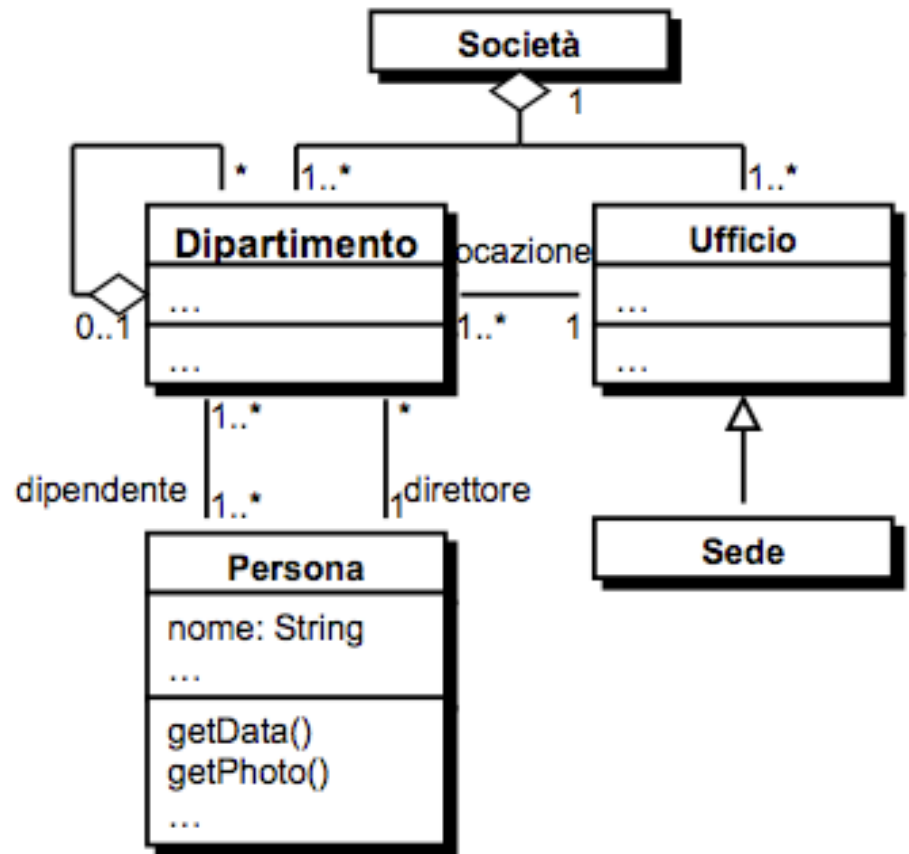 Società
1
* 1..* 1..*
Dipartimento
ocazione
Ufficio
...
...
0..1
1..* 1
...
...
1..* *
dipendente
1..*
1
direttore
Sede
Persona
nome: String
...
getData()
getPhoto()
...